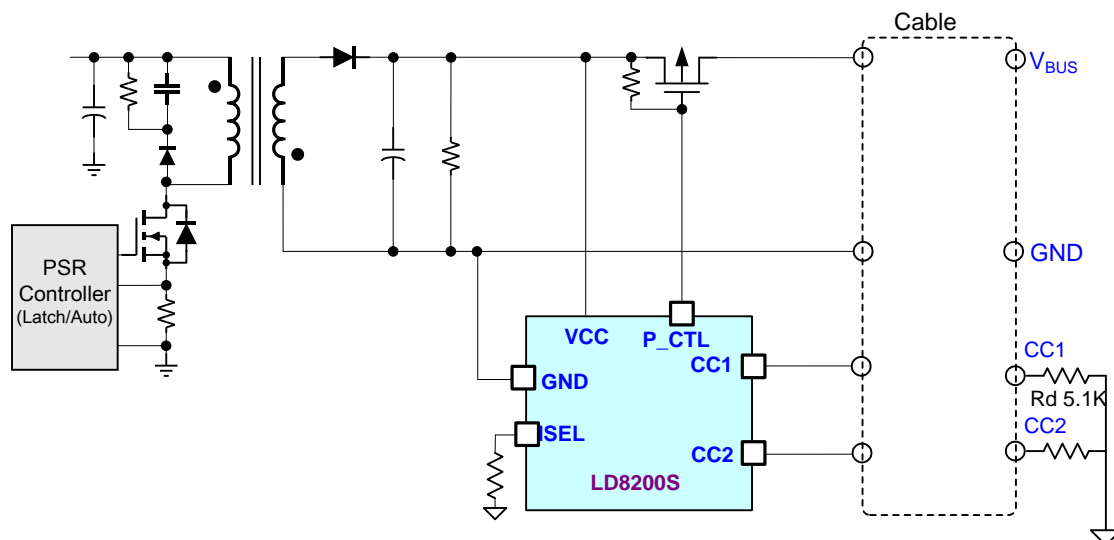 Cable
VBUS
PSR
Controller
(Latch/Auto)
GND
VCC
P_CTL
CC1
GND
CC1
Rd 5.1K
ISEL
CC2
CC2
LD8200S